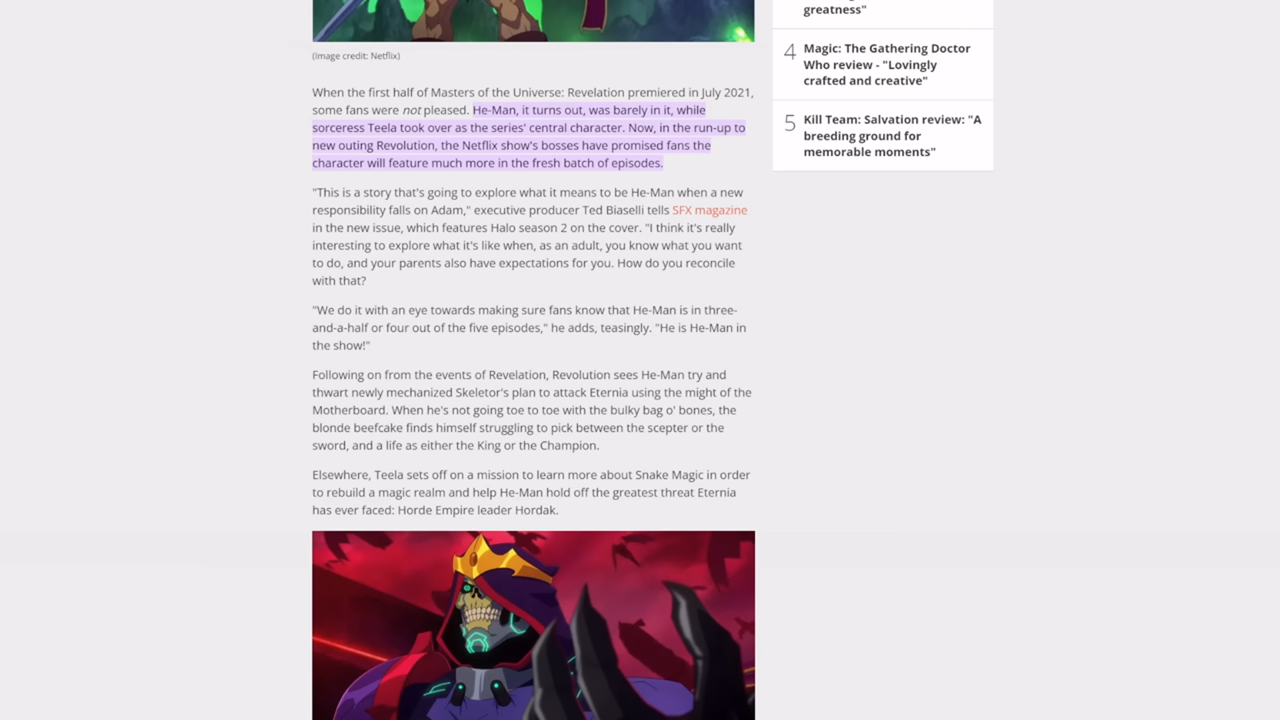 (Image credit: Netflix)
When the first half of Masters of the Universe: Revelation premiered in July 2021,
some fans were not pleased. He-Man, it turns out, was barely in it, while
sorceress Teela took over as the series' central character. Now, in the run-up to
new outing Revolution, the Netflix show's bosses have promised fans the
character will feature much more in the fresh batch of episodes.
"This is a story that's going to explore what it means to be He-Man when a new
responsibility falls on Adam," executive producer Ted Biaselli tells SFX magazine
in the new issue, which features Halo season 2 on the cover. "I think it's really
interesting to explore what it's like when, as an adult, you know what you want
to do, and your parents also have expectations for you. How do you reconcile
with that?
"We do it with an eye towards making sure fans know that He-Man is in three-
and-a-half or four out of the five episodes," he adds, teasingly. "He is He-Man in
the show!"
Following on from the events of Revelation, Revolution sees He-Man try and
thwart newly mechanized Skeletor's plan to attack Eternia using the might of the
Motherboard. When he's not going toe to toe with the bulky bag o' bones, the
blonde beefcake finds himself struggling to pick between the scepter or the
sword, and a life as either the King or the Champion.
Elsewhere, Teela sets off on a mission to learn more about Snake Magic in order
to rebuild a magic realm and help He-Man hold off the greatest threat Eternia
has ever faced: Horde Empire leader Hordak.
greatness"
4 Magic: The Gathering Doctor
Who review - "Lovingly
crafted and creative"
5 Kill Team: Salvation review: "A
breeding ground for
memorable moments"